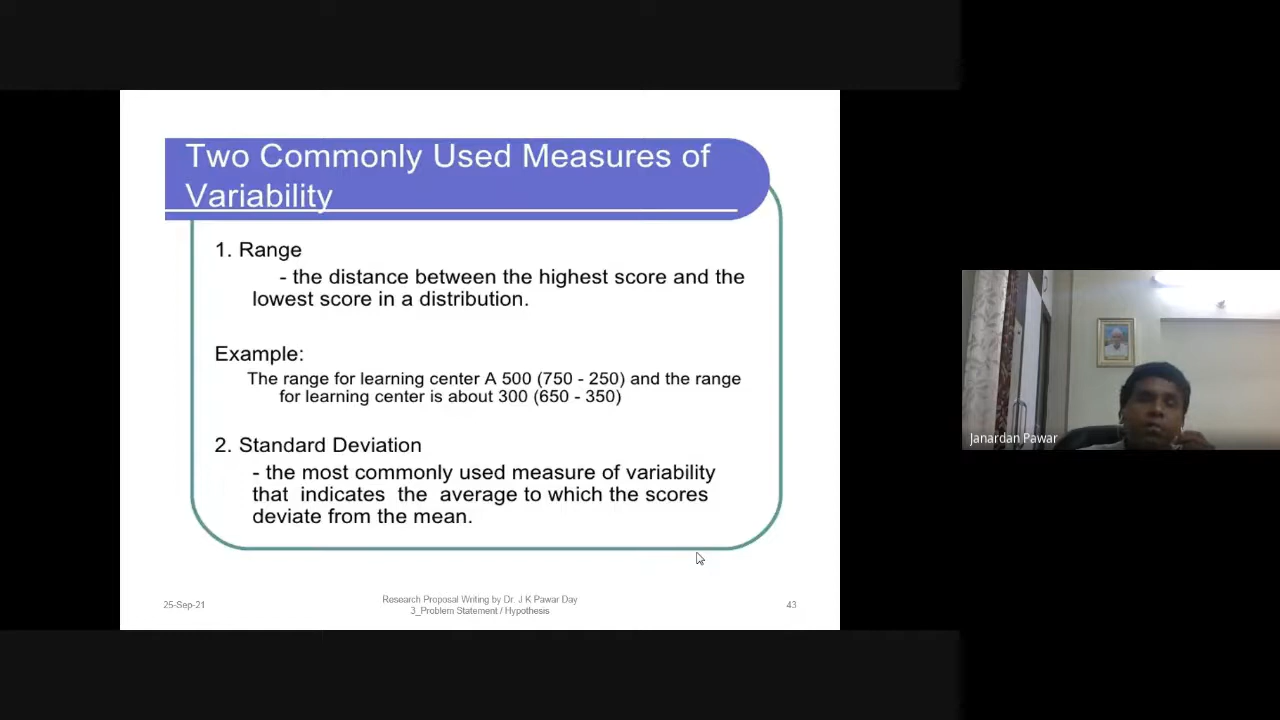 Two Commonly Used Measures of
Variability
1. Range
- the distance between the highest score and the
lowest score in a distribution.
Example:
The range for learning center A 500 (750 - 250) and the range
for learning center is about 300 (650 - 350)
2. Standard Deviation
- the most commonly used measure of variability
that indicates the average to which the scores
deviate from the mean.
25-Sep-21
Research Proposal Writing by Dr. J K Pawar Day
3_Problem Statement / Hypothesis
43
Janardan Pawar